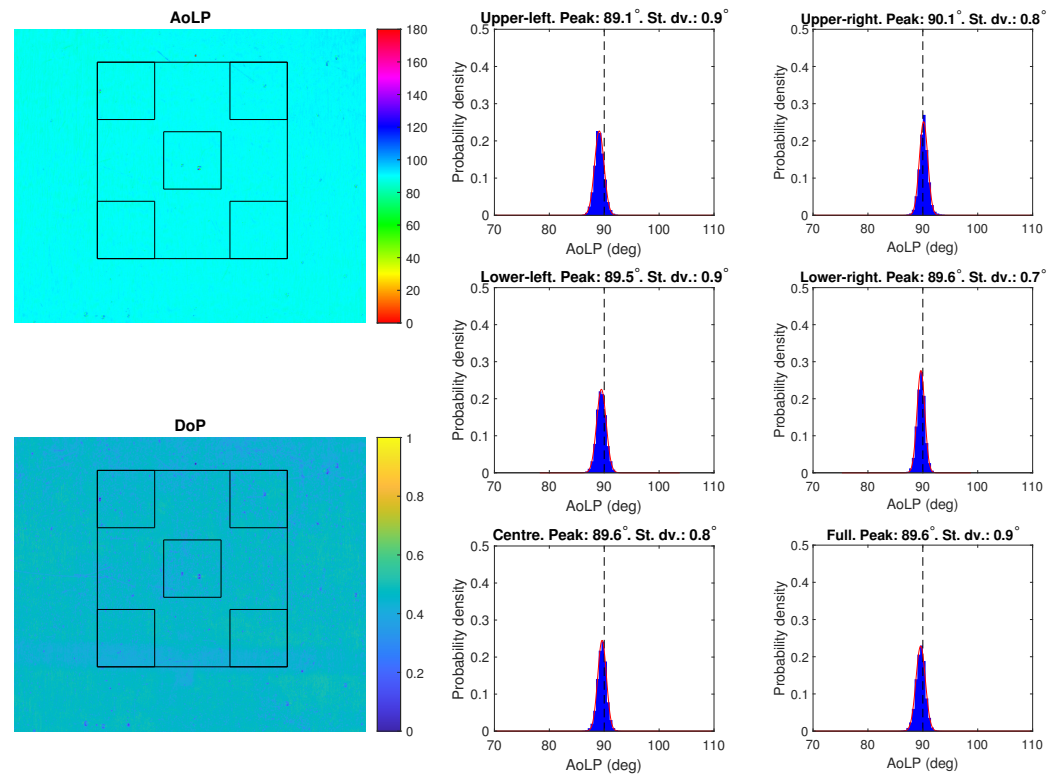 AoLP
180
160
140
120
100
80
60
40
20
0
DoP
1
0.8
0.6
0.4
0.2
0
Upper-left. Peak: 89.1°. St. dv.: 0.9°
0.5
0.4
0.3
0.2
0.1
0
Probability density
70 80 90 100 110
AoLP (deg)
Upper-right. Peak: 90.1°. St. dv.: 0.8°
0.5
0.4
0.3
0.2
0.1
0
Probability density
70 80 90 100 110
AoLP (deg)
Lower-left. Peak: 89.5°. St. dv.: 0.9°
0.5
0.4
0.3
0.2
0.1
0
Probability density
70 80 90 100 110
AoLP (deg)
Lower-right. Peak: 89.6°. St. dv.: 0.7°
0.5
0.4
0.3
0.2
0.1
0
Probability density
70 80 90 100 110
AoLP (deg)
Centre. Peak: 89.6°. St. dv.: 0.8°
0.5
0.4
0.3
0.2
0.1
0
Probability density
70 80 90 100 110
AoLP (deg)
Full. Peak: 89.6°. St. dv.: 0.9°
0.5
0.4
0.3
0.2
0.1
0
Probability density
70 80 90 100 110
AoLP (deg)